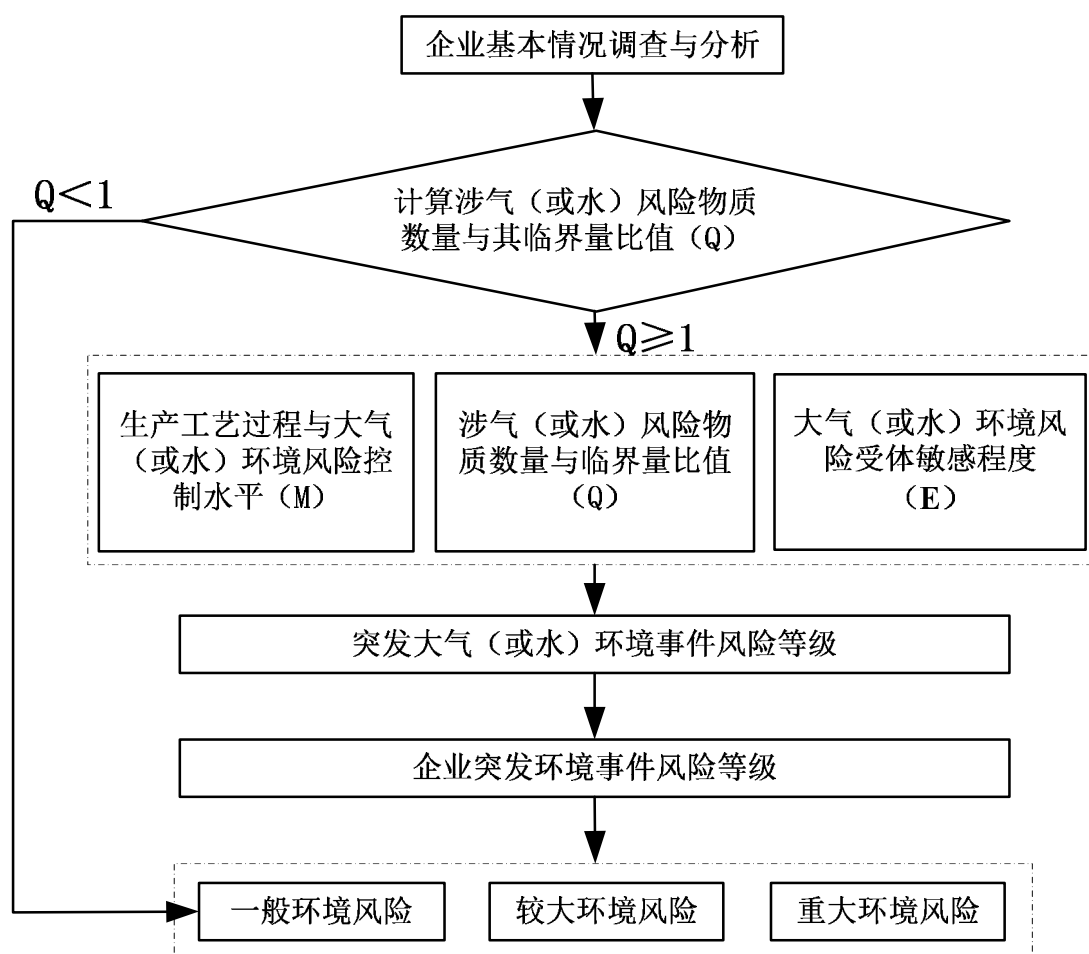 企业基本情况调查与分析
Q＜1
计算涉气（或水）风险物质
数量与其临界量比值（Q）
Q≥1
生产工艺过程与大气
（或水）环境风险控
制水平（M）
涉气（或水）风险物
质数量与临界量比值
（Q）
大气（或水）环境风
险受体敏感程度
（E）
突发大气（或水）环境事件风险等级
企业突发环境事件风险等级
一般环境风险
较大环境风险
重大环境风险